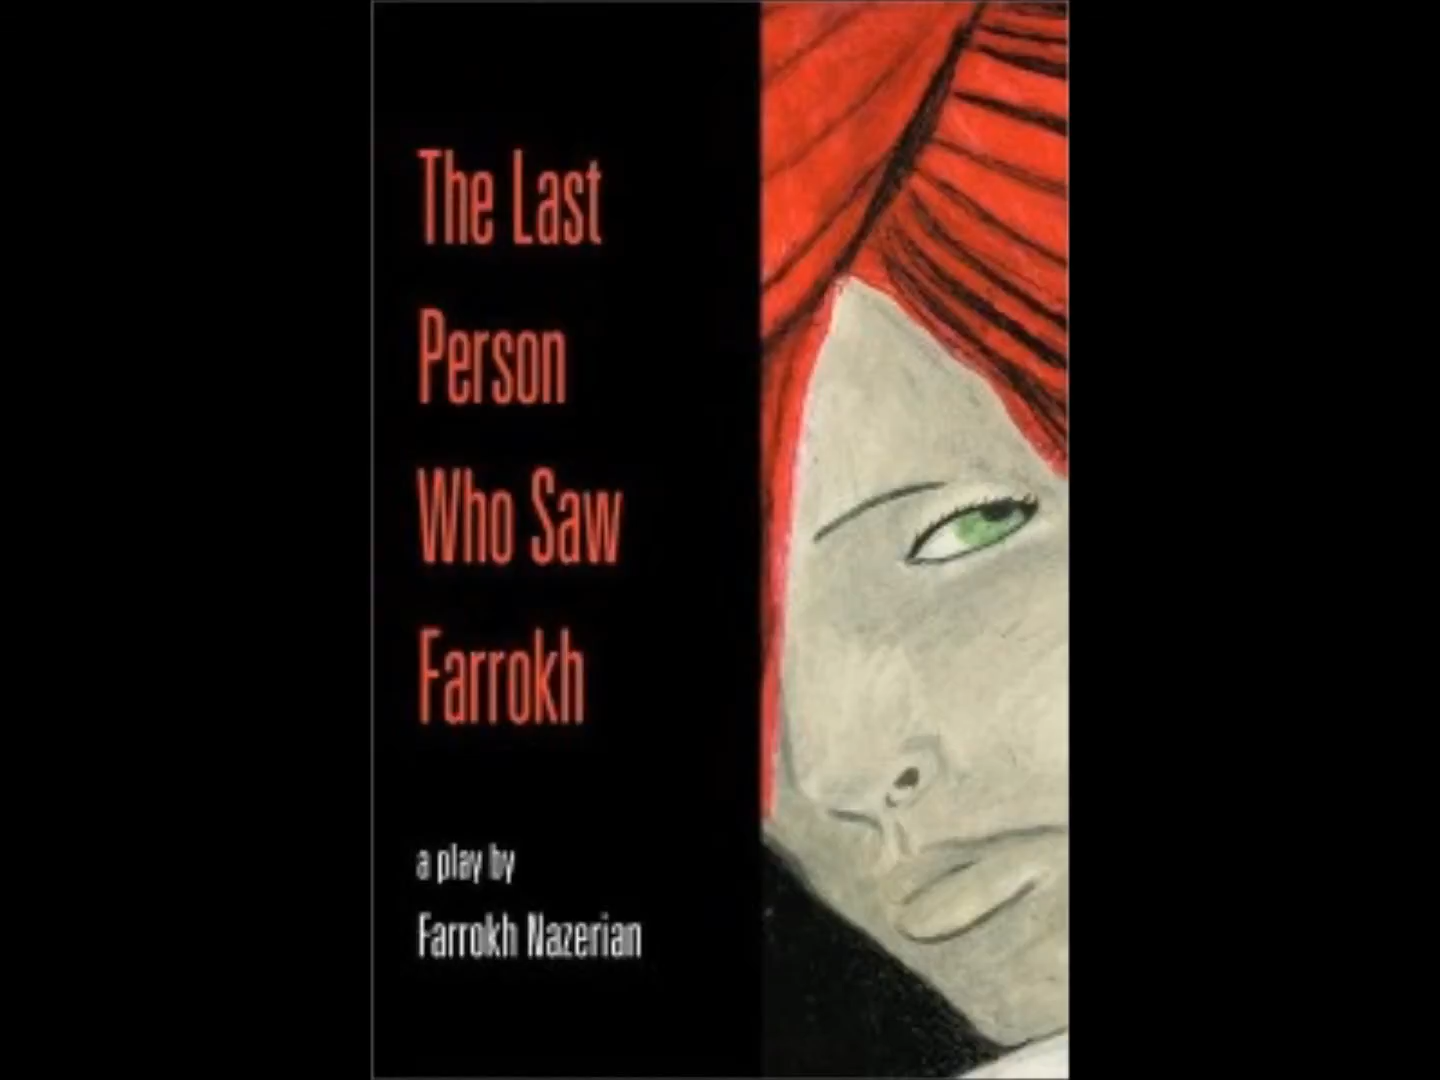 The Last
Person
Who Saw
Farrokh
a play by
Farrokh Nazerian